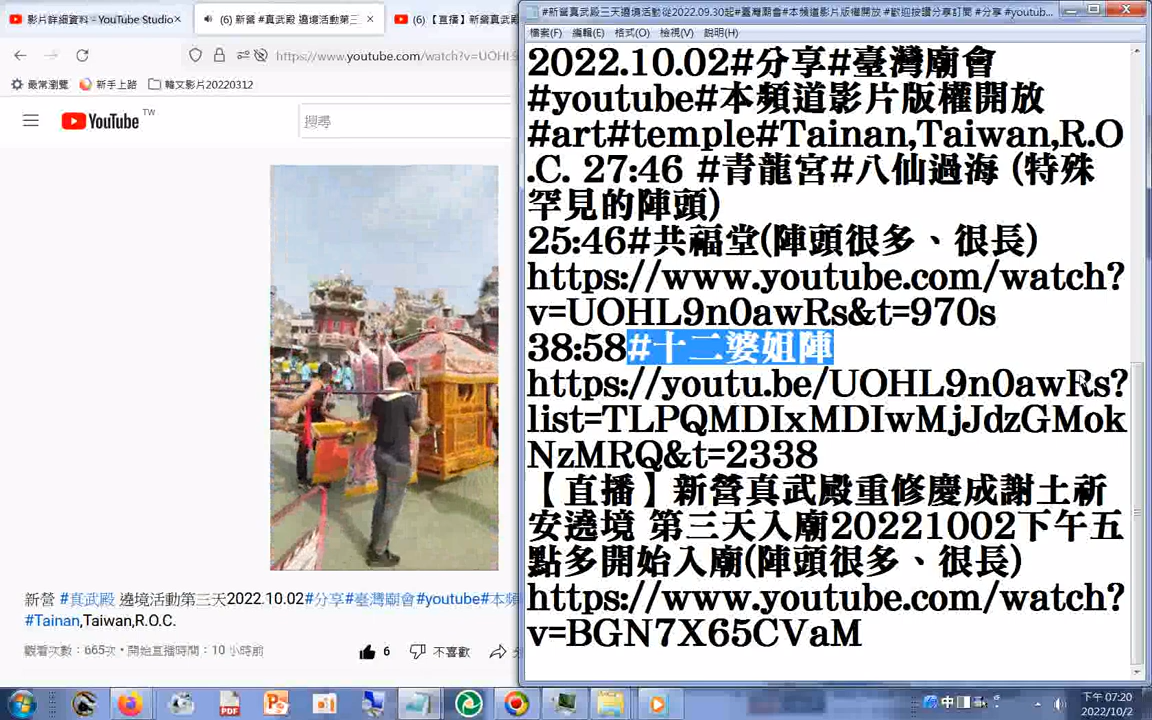 影片詳細資料 - YouTube Studio
(6) 新營 #真武殿 遶境活動第三
(6)【直播】新營真武
https://www.youtube.com/watch?v=UOHL9
最常瀏覽 新手上路 韓文影片20220312
YouTube TW
搜尋
新營 #真武殿 遶境活動第三天2022.10.02#分享#臺灣廟會#youtube#本頻
#Tainan,Taiwan,R.O.C.
觀看次數：665次 • 開始直播時間：10 小時前
6 不喜歡
#新營真武殿三天遶境活動從2022.09.30起#臺灣廟會#本頻道影片版權開放 #歡迎按讚分享訂閱 #分享 #youtub...
檔案(F) 編輯(E) 格式(O) 檢視(V) 說明(H)
2022.10.02#分享#臺灣廟會
#youtube#本頻道影片版權開放
#art#temple#Tainan,Taiwan,R.O
.C. 27:46 #青龍宮#八仙過海 (特殊
罕見的陣頭)
25:46#共福堂(陣頭很多、很長)
https://www.youtube.com/watch?
v=UOHL9n0awRs&t=970s
38:58#十二婆姐陣
https://youtu.be/UOHL9n0awRs?
list=TLPQMDIxMDIwMjJdzGMok
NzMRQ&t=2338
【直播】新營真武殿重修慶成謝土祈
安遶境 第三天入廟20221002下午五
點多開始入廟(陣頭很多、很長)
https://www.youtube.com/watch?
v=BGN7X65CVaM
中
下午 07:20
2022/10/2